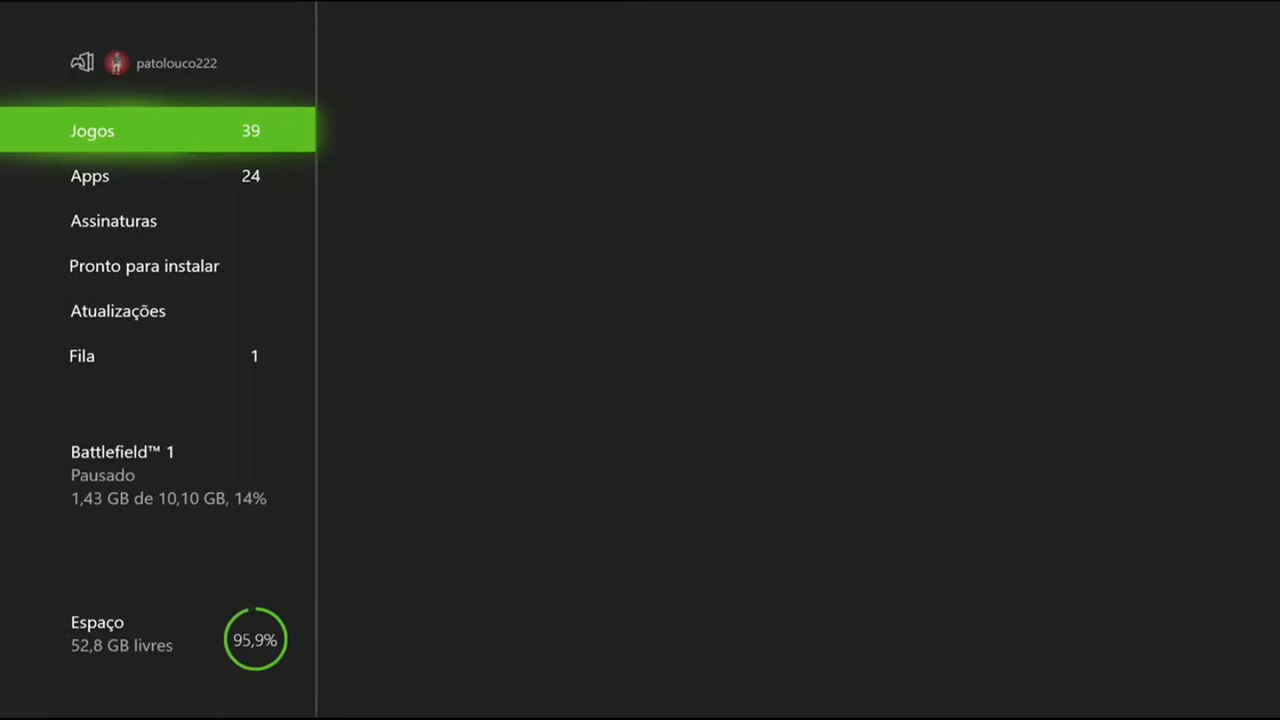 patolouco222
Jogos 39
Apps 24
Assinaturas
Pronto para instalar
Atualizações
Fila 1
Battlefield™ 1
Pausado
1,43 GB de 10,10 GB, 14%
Espaço
52,8 GB livres
95,9%